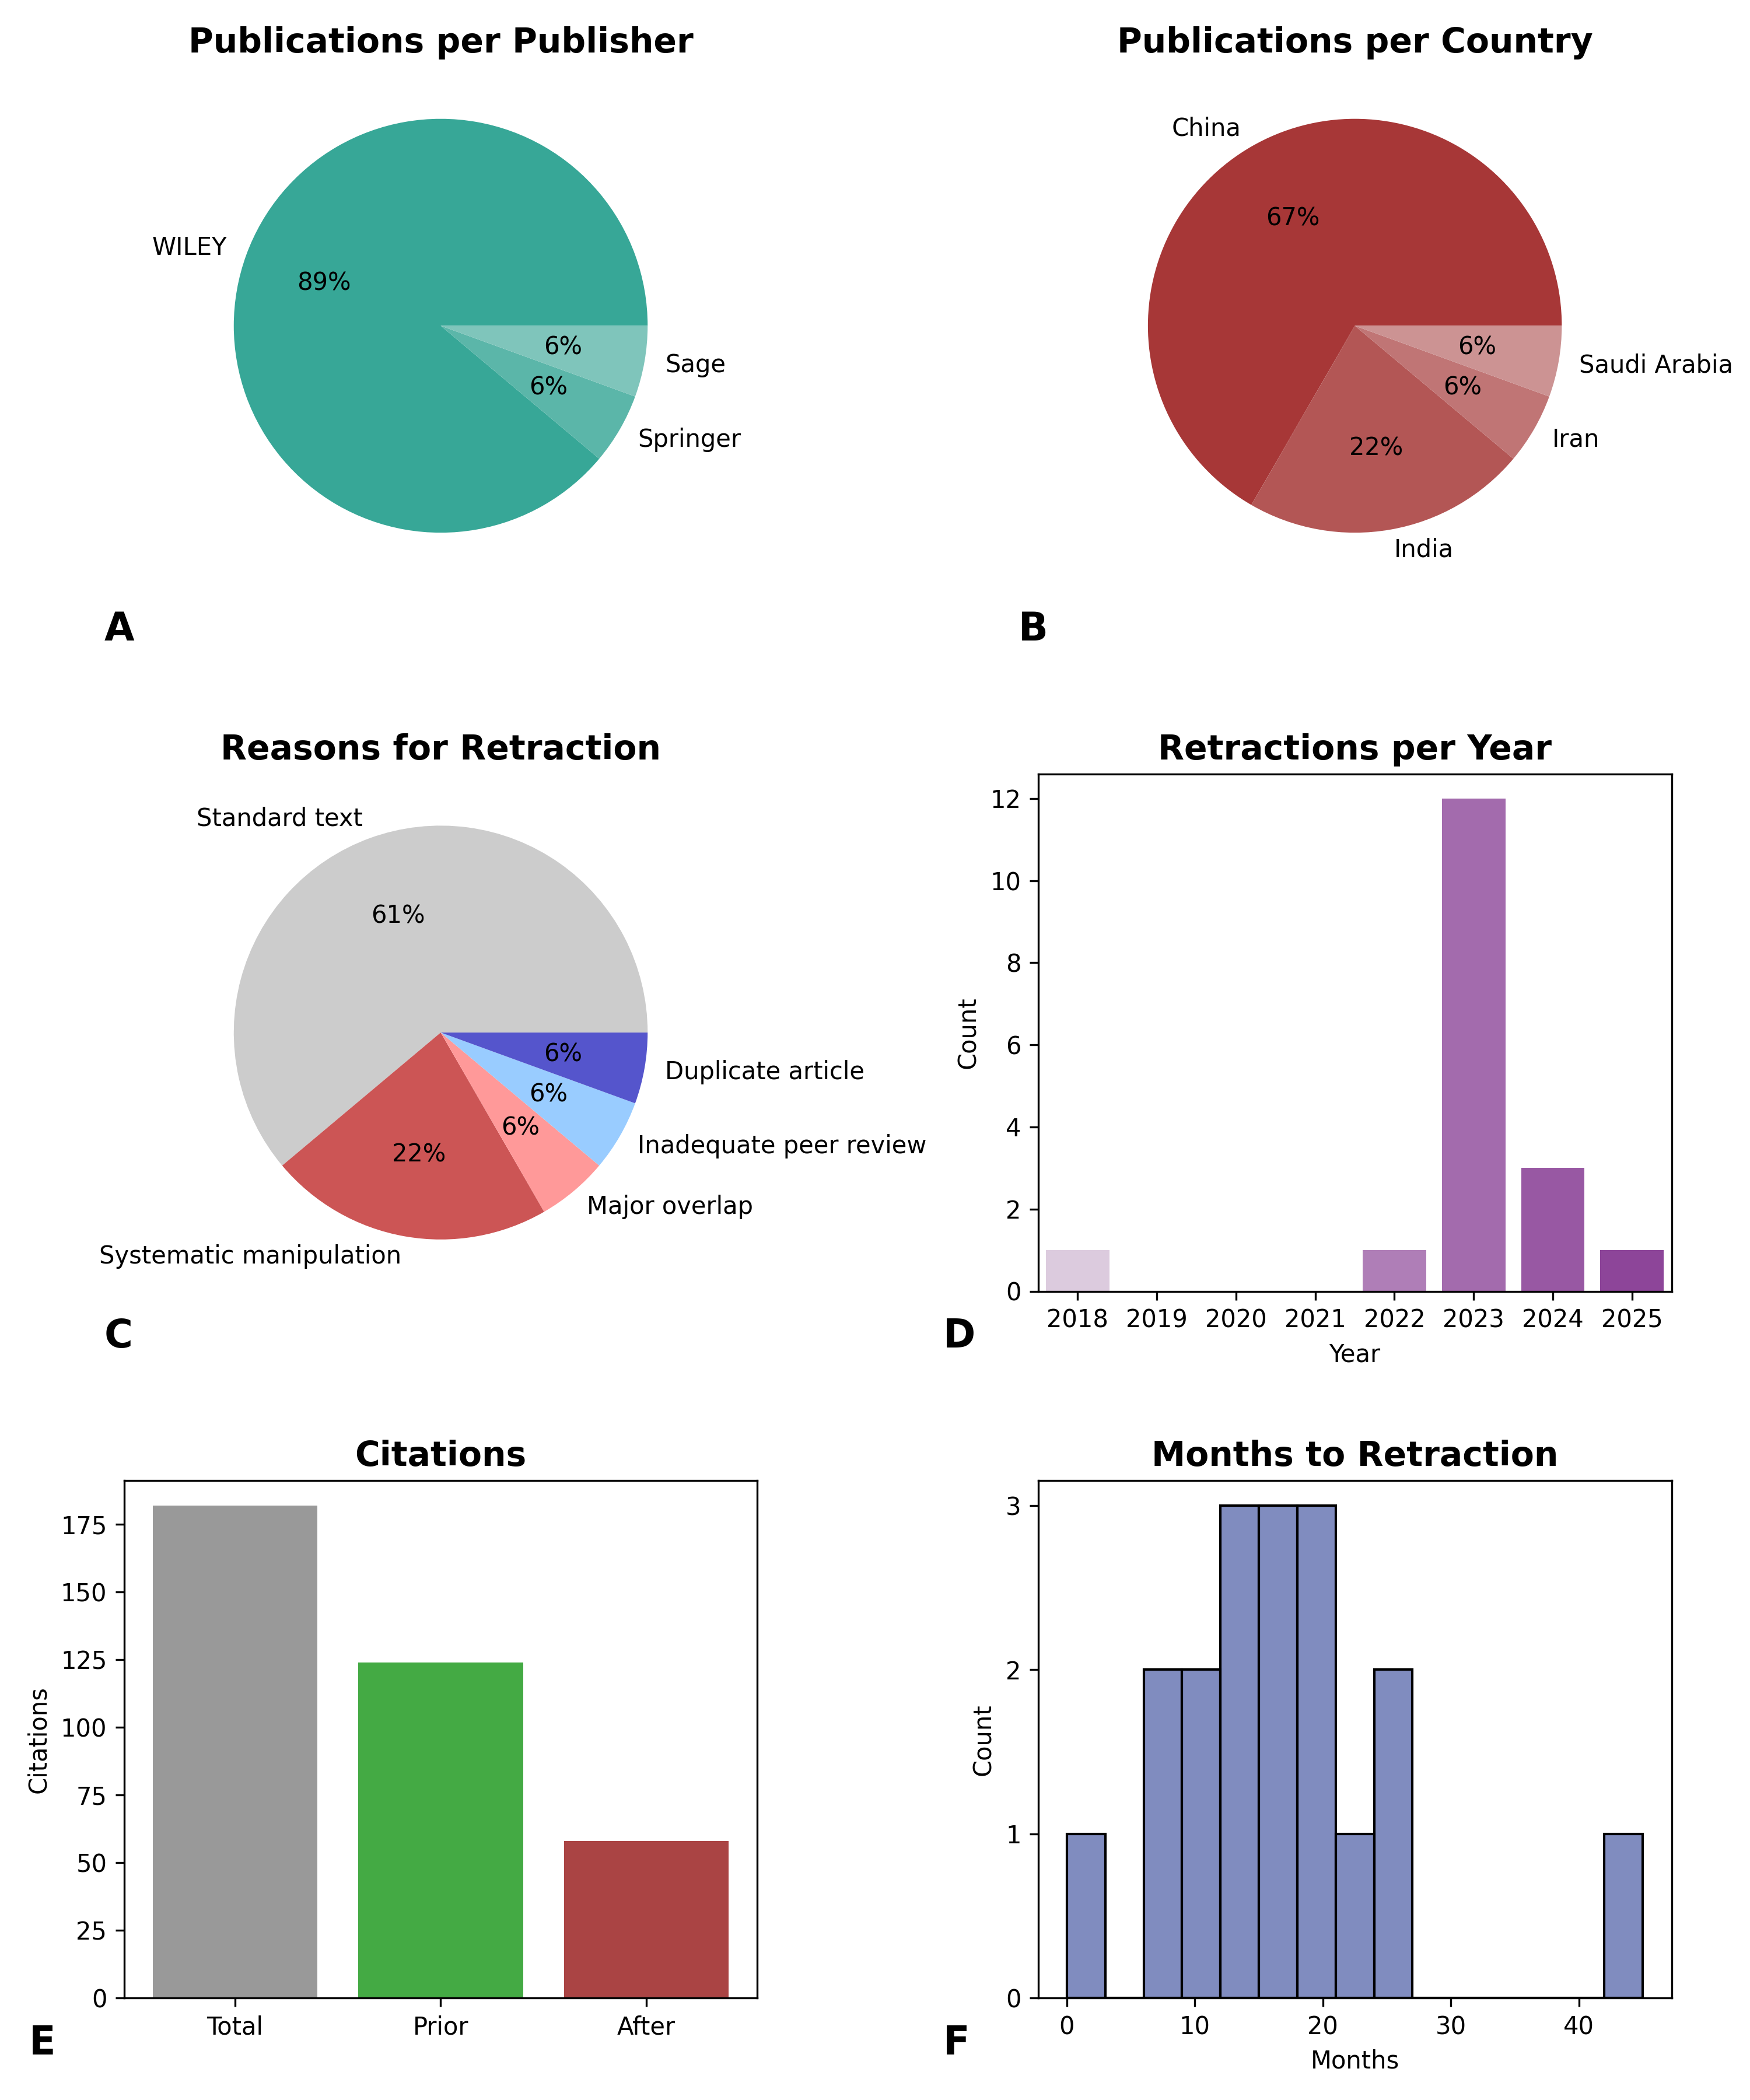 Publications per Publisher
WILEY
89%
6%
Sage
6%
Springer
A
Publications per Country
China
67%
6%
Saudi Arabia
6%
Iran
22%
India
B
Reasons for Retraction
Standard text
61%
6%
Duplicate article
6%
Inadequate peer review
6%
Major overlap
22%
Systematic manipulation
C
Retractions per Year
12
10
8
6
4
2
0
Count
2018 2019 2020 2021 2022 2023 2024 2025
Year
D
Citations
175
150
125
100
75
50
25
0
Citations
Total Prior After
E
Months to Retraction
3
2
1
0
Count
0 10 20 30 40
Months
F